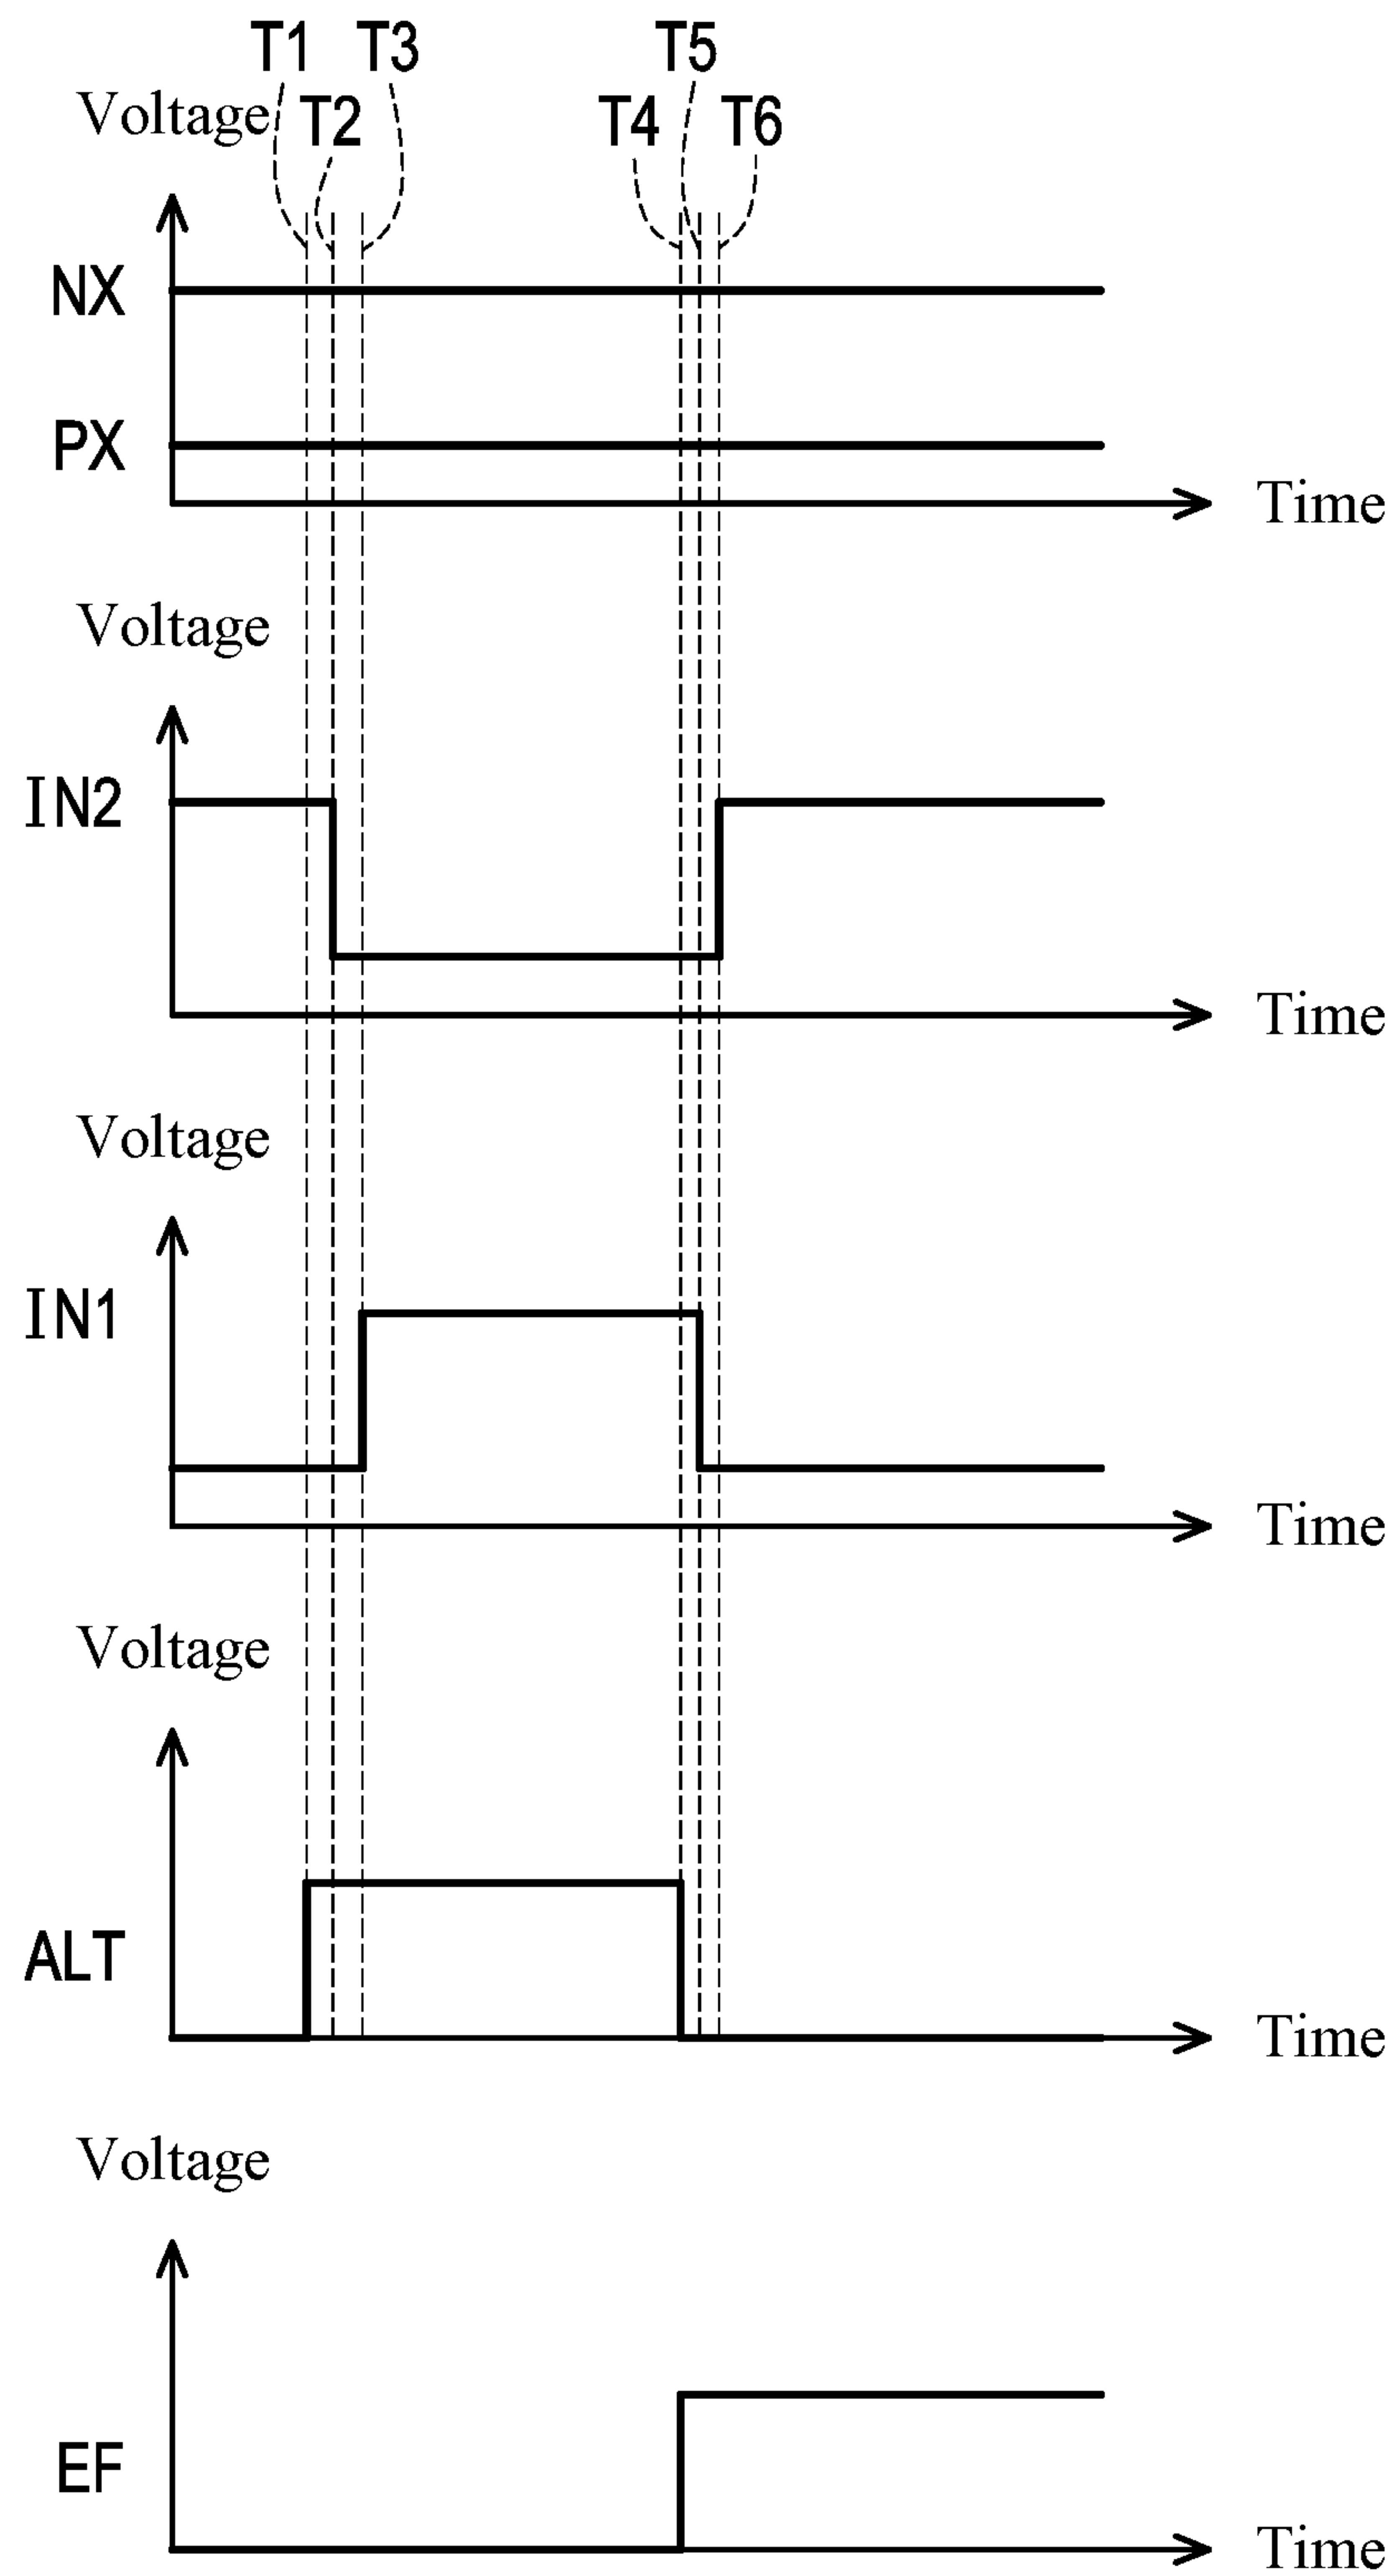 T1 T3 T5
Voltage T2 T4 T6
NX
PX
Time
Voltage
IN2
Time
Voltage
IN1
Time
Voltage
ALT
Time
Voltage
EF
Time